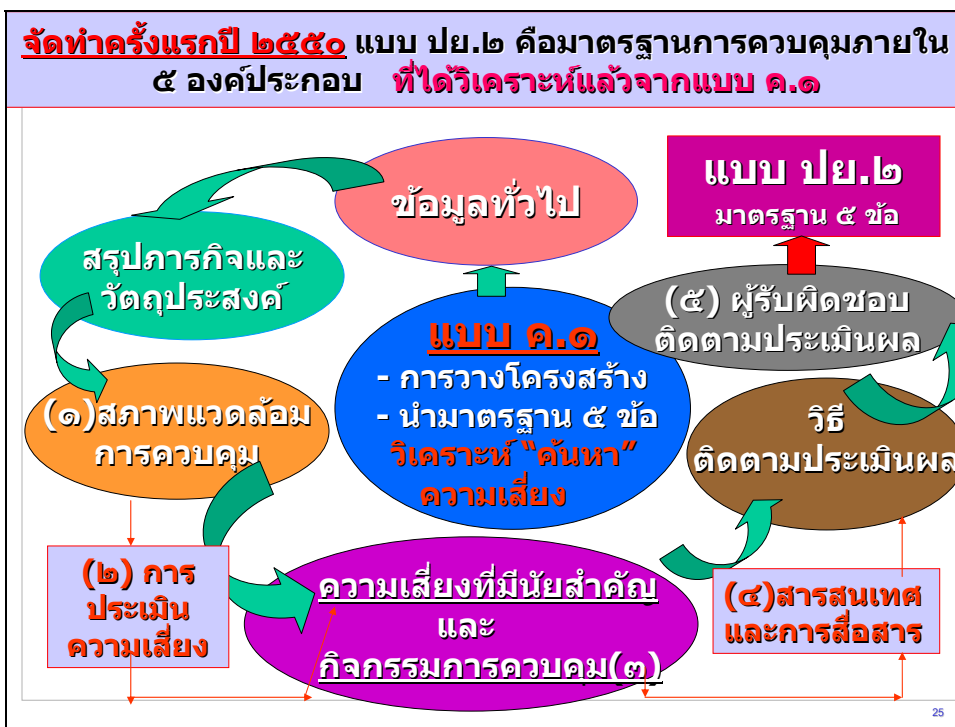 จัดทำครั้งแรกปี ๒๕๕๐ แบบ ปย.๒ คือมาตรฐานการควบคุมภายใน
๕ องค์ประกอบ ที่ได้วิเคราะห์แล้วจากแบบ ค.๑
ข้อมูลทั่วไป
แบบ ปย.๒
มาตรฐาน ๕ ข้อ
สรุปภารกิจและ
วัตถุประสงค์
(๕) ผู้รับผิดชอบ
ติดตามประเมินผล
แบบ ค.๑
- การวางโครงสร้าง
- นำมาตรฐาน ๕ ข้อ
วิเคราะห์ “ค้นหา”
ความเสี่ยง
(๑)สภาพแวดล้อม
การควบคุม
วิธี
ติดตามประเมินผล
(๒) การ
ประเมิน
ความเสี่ยง
ความเสี่ยงที่มีนัยสำคัญ
และ
กิจกรรมการควบคุม(๓)
(๔)สารสนเทศ
และการสื่อสาร
25